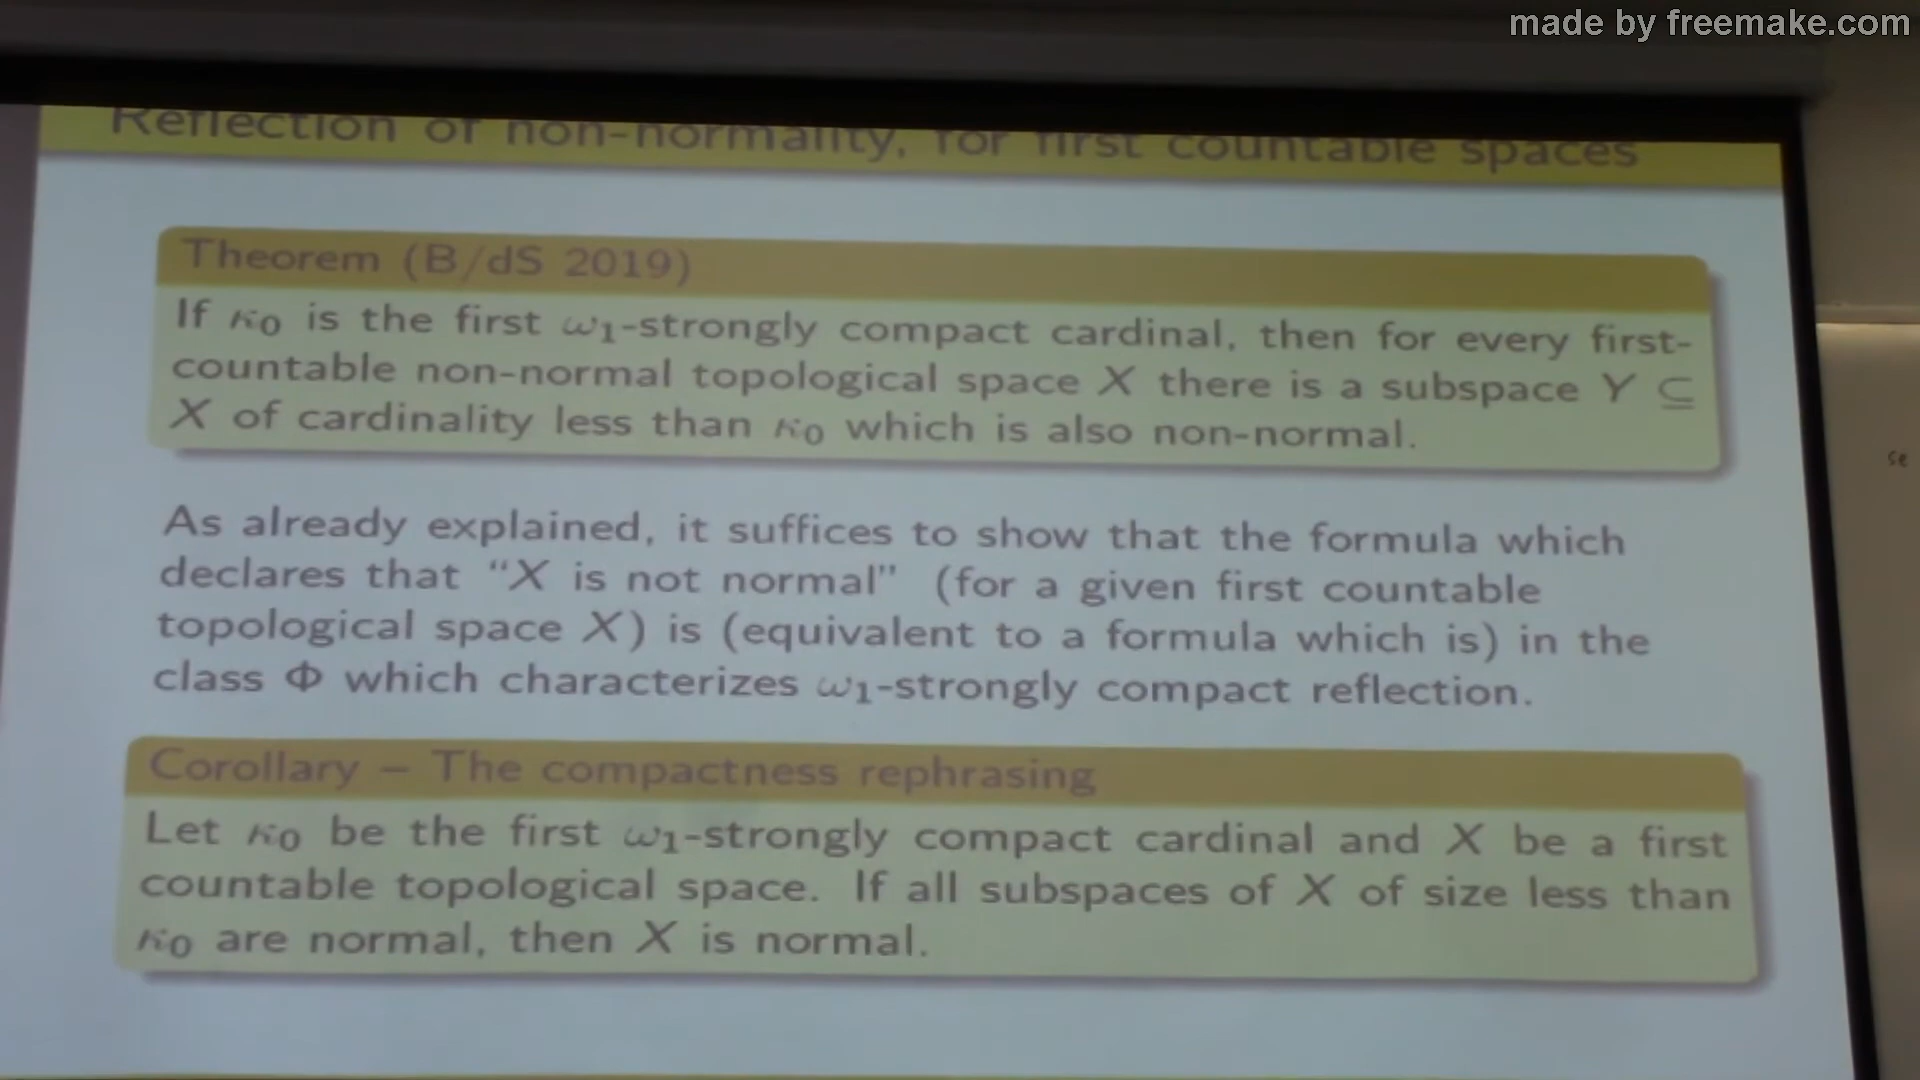 made by freemake.com
Reflection of non-normality, for first countable spaces
Theorem (B/dS 2019)
If κ₀ is the first ω₁-strongly compact cardinal, then for every first-
countable non-normal topological space X there is a subspace Y ⊆
X of cardinality less than κ₀ which is also non-normal.
As already explained, it suffices to show that the formula which
declares that “X is not normal” (for a given first countable
topological space X) is (equivalent to a formula which is) in the
class Φ which characterizes ω₁-strongly compact reflection.
Corollary – The compactness rephrasing
Let κ₀ be the first ω₁-strongly compact cardinal and X be a first
countable topological space. If all subspaces of X of size less than
κ₀ are normal, then X is normal.
se